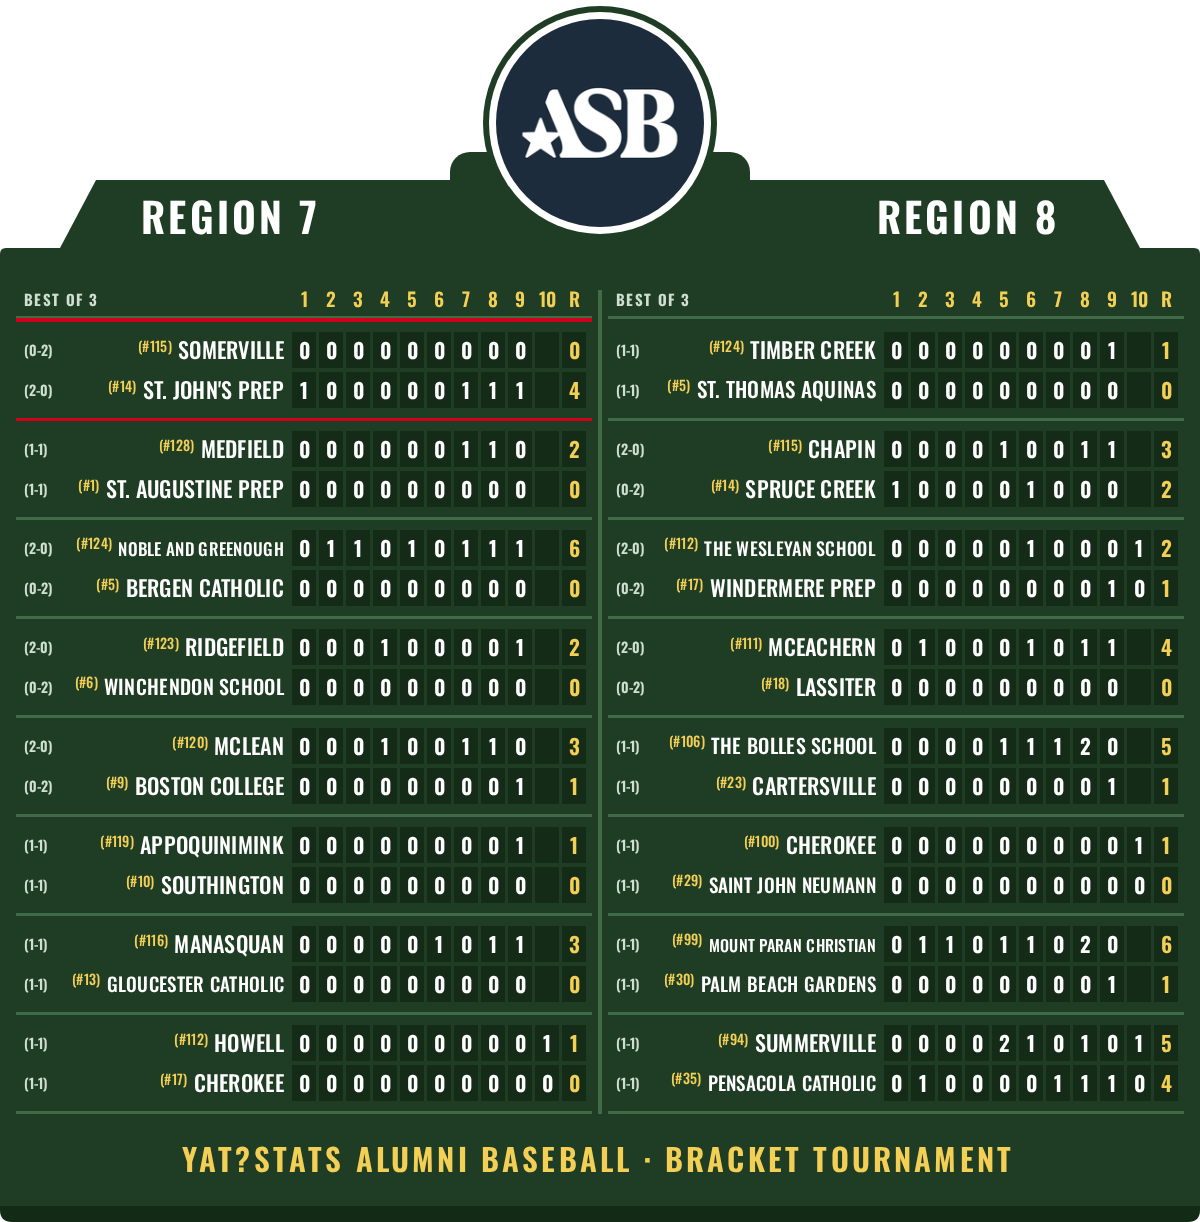 ASB
REGION 7
REGION 8
BEST OF 3 1 2 3 4 5 6 7 8 9 10 R
(0-2) (#115) SOMERVILLE 0 0 0 0 0 0 0 0 0 0
(2-0) (#14) ST. JOHN'S PREP 1 0 0 0 0 0 1 1 1 4
(1-1) (#128) MEDFIELD 0 0 0 0 0 0 1 1 0 2
(1-1) (#1) ST. AUGUSTINE PREP 0 0 0 0 0 0 0 0 0 0
(2-0) (#124) NOBLE AND GREENOUGH 0 1 1 0 1 0 1 1 1 6
(0-2) (#5) BERGEN CATHOLIC 0 0 0 0 0 0 0 0 0 0
(2-0) (#123) RIDGEFIELD 0 0 0 1 0 0 0 0 1 2
(0-2) (#6) WINCHENDON SCHOOL 0 0 0 0 0 0 0 0 0 0
(2-0) (#120) MCLEAN 0 0 0 1 0 0 1 1 0 3
(0-2) (#9) BOSTON COLLEGE 0 0 0 0 0 0 0 0 1 1
(1-1) (#119) APPOQUINIMINK 0 0 0 0 0 0 0 0 1 1
(1-1) (#10) SOUTHINGTON 0 0 0 0 0 0 0 0 0 0
(1-1) (#116) MANASQUAN 0 0 0 0 0 1 0 1 1 3
(1-1) (#13) GLOUCESTER CATHOLIC 0 0 0 0 0 0 0 0 0 0
(1-1) (#112) HOWELL 0 0 0 0 0 0 0 0 0 1 1
(1-1) (#17) CHEROKEE 0 0 0 0 0 0 0 0 0 0 0
BEST OF 3 1 2 3 4 5 6 7 8 9 10 R
(1-1) (#124) TIMBER CREEK 0 0 0 0 0 0 0 0 1 1
(1-1) (#5) ST. THOMAS AQUINAS 0 0 0 0 0 0 0 0 0 0
(2-0) (#115) CHAPIN 0 0 0 0 1 0 0 1 1 3
(0-2) (#14) SPRUCE CREEK 1 0 0 0 0 1 0 0 0 2
(2-0) (#112) THE WESLEYAN SCHOOL 0 0 0 0 0 1 0 0 0 1 2
(0-2) (#17) WINDERMERE PREP 0 0 0 0 0 0 0 0 1 0 1
(2-0) (#111) MCEACHERN 0 1 0 0 0 1 0 1 1 4
(0-2) (#18) LASSITER 0 0 0 0 0 0 0 0 0 0
(1-1) (#106) THE BOLLES SCHOOL 0 0 0 0 1 1 1 2 0 5
(1-1) (#23) CARTERSVILLE 0 0 0 0 0 0 0 0 1 1
(1-1) (#100) CHEROKEE 0 0 0 0 0 0 0 0 0 1 1
(1-1) (#29) SAINT JOHN NEUMANN 0 0 0 0 0 0 0 0 0 0 0
(1-1) (#99) MOUNT PARAN CHRISTIAN 0 1 1 0 1 1 0 2 0 6
(1-1) (#30) PALM BEACH GARDENS 0 0 0 0 0 0 0 0 1 1
(1-1) (#94) SUMMERVILLE 0 0 0 0 2 1 0 1 0 1 5
(1-1) (#35) PENSACOLA CATHOLIC 0 1 0 0 0 0 1 1 1 0 4
YAT?STATS ALUMNI BASEBALL · BRACKET TOURNAMENT